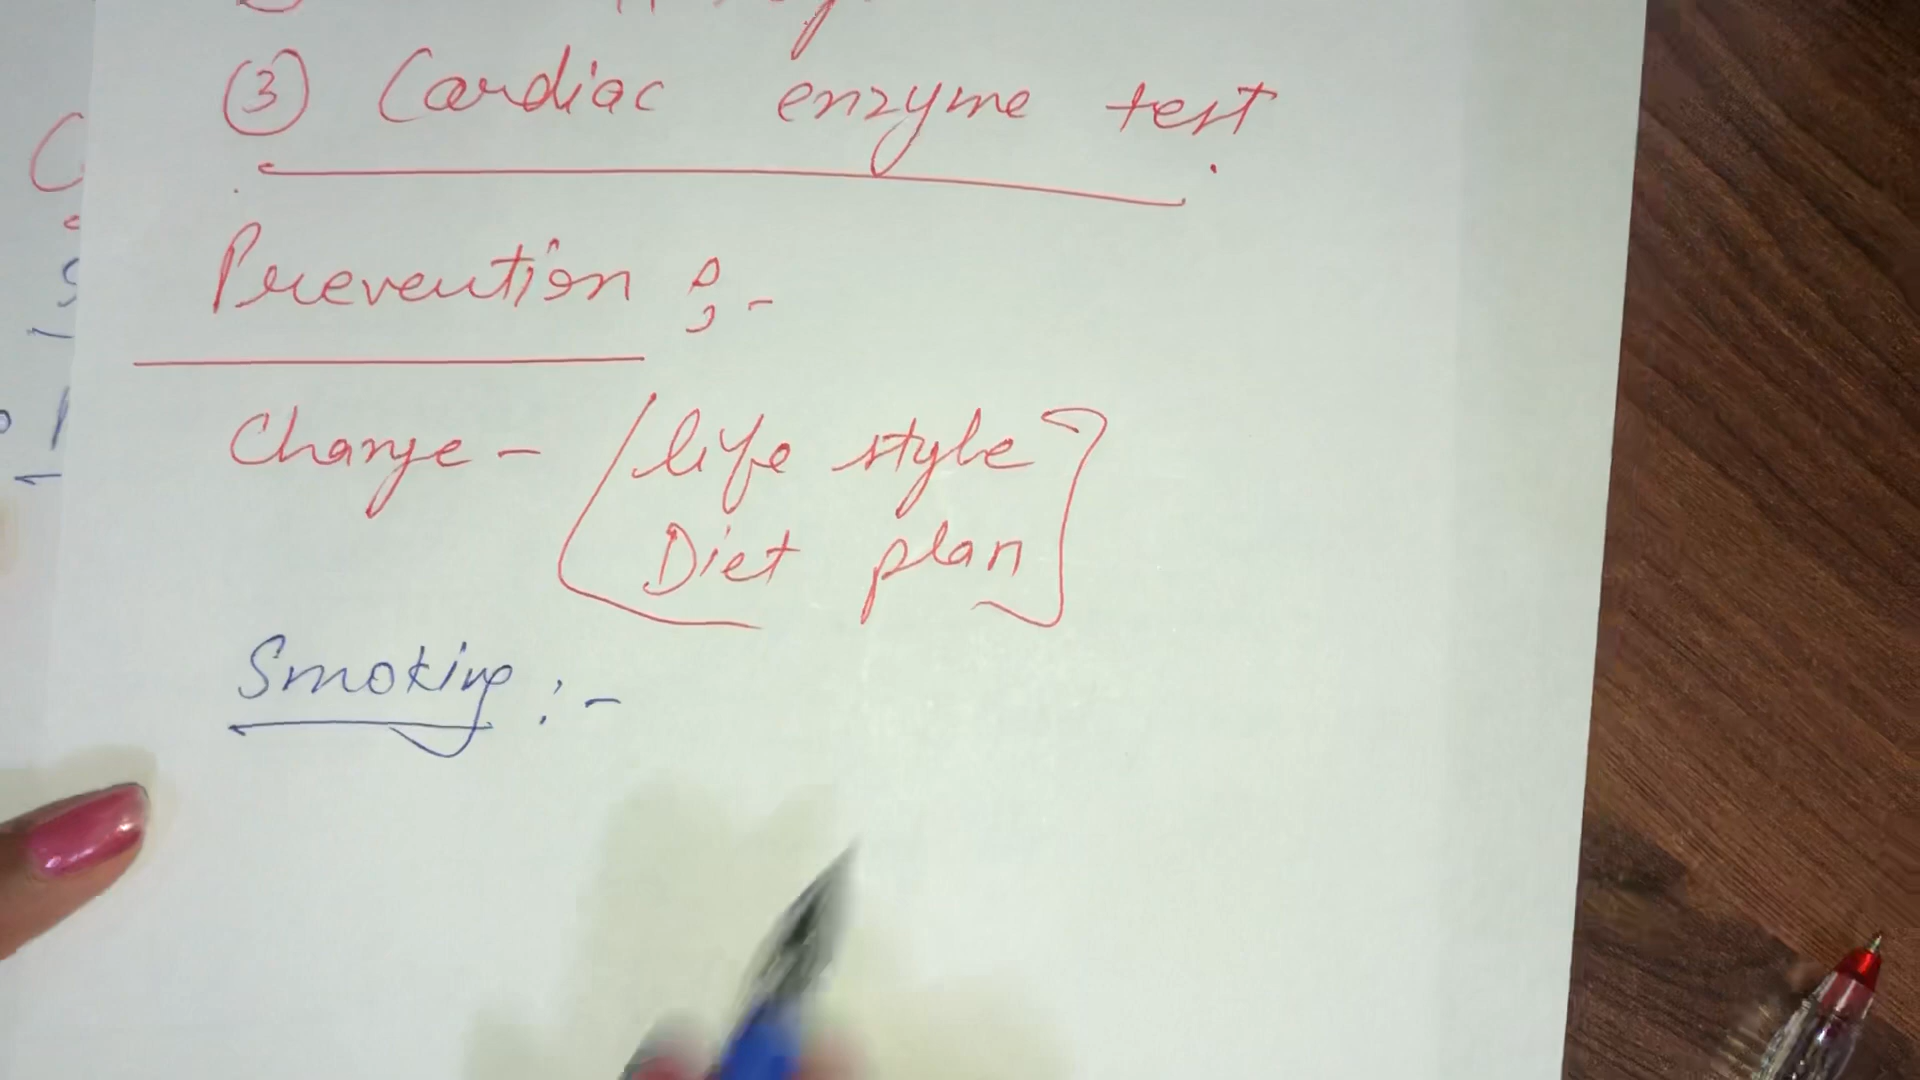 ③ Cardiac enzyme test
Prevention :-
Change - life style
Diet plan
Smoking :-